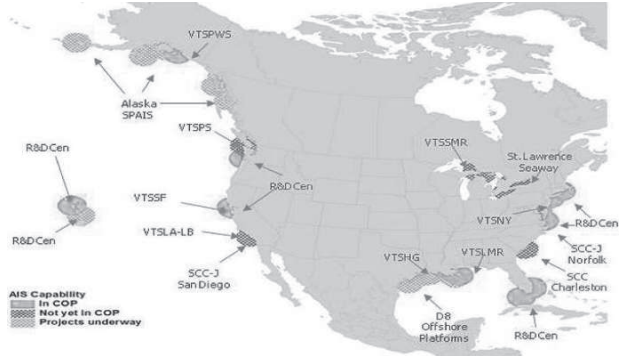 VTSPWS
Alaska
SPAIS
VTSPS
R&DCen
VTSSMR
St. Lawrence
Seaway
R&DCen
VTSSF
VTSNY
R&DCen
R&DCen
VTSLA-LB
VTSHG
VTSLMR
SCC-J
Norfolk
SCC-J
San Diego
SCC
Charleston
AIS Capability
In COP
Not yet in COP
Projects underway
D8
Offshore
Platforms
R&DCen